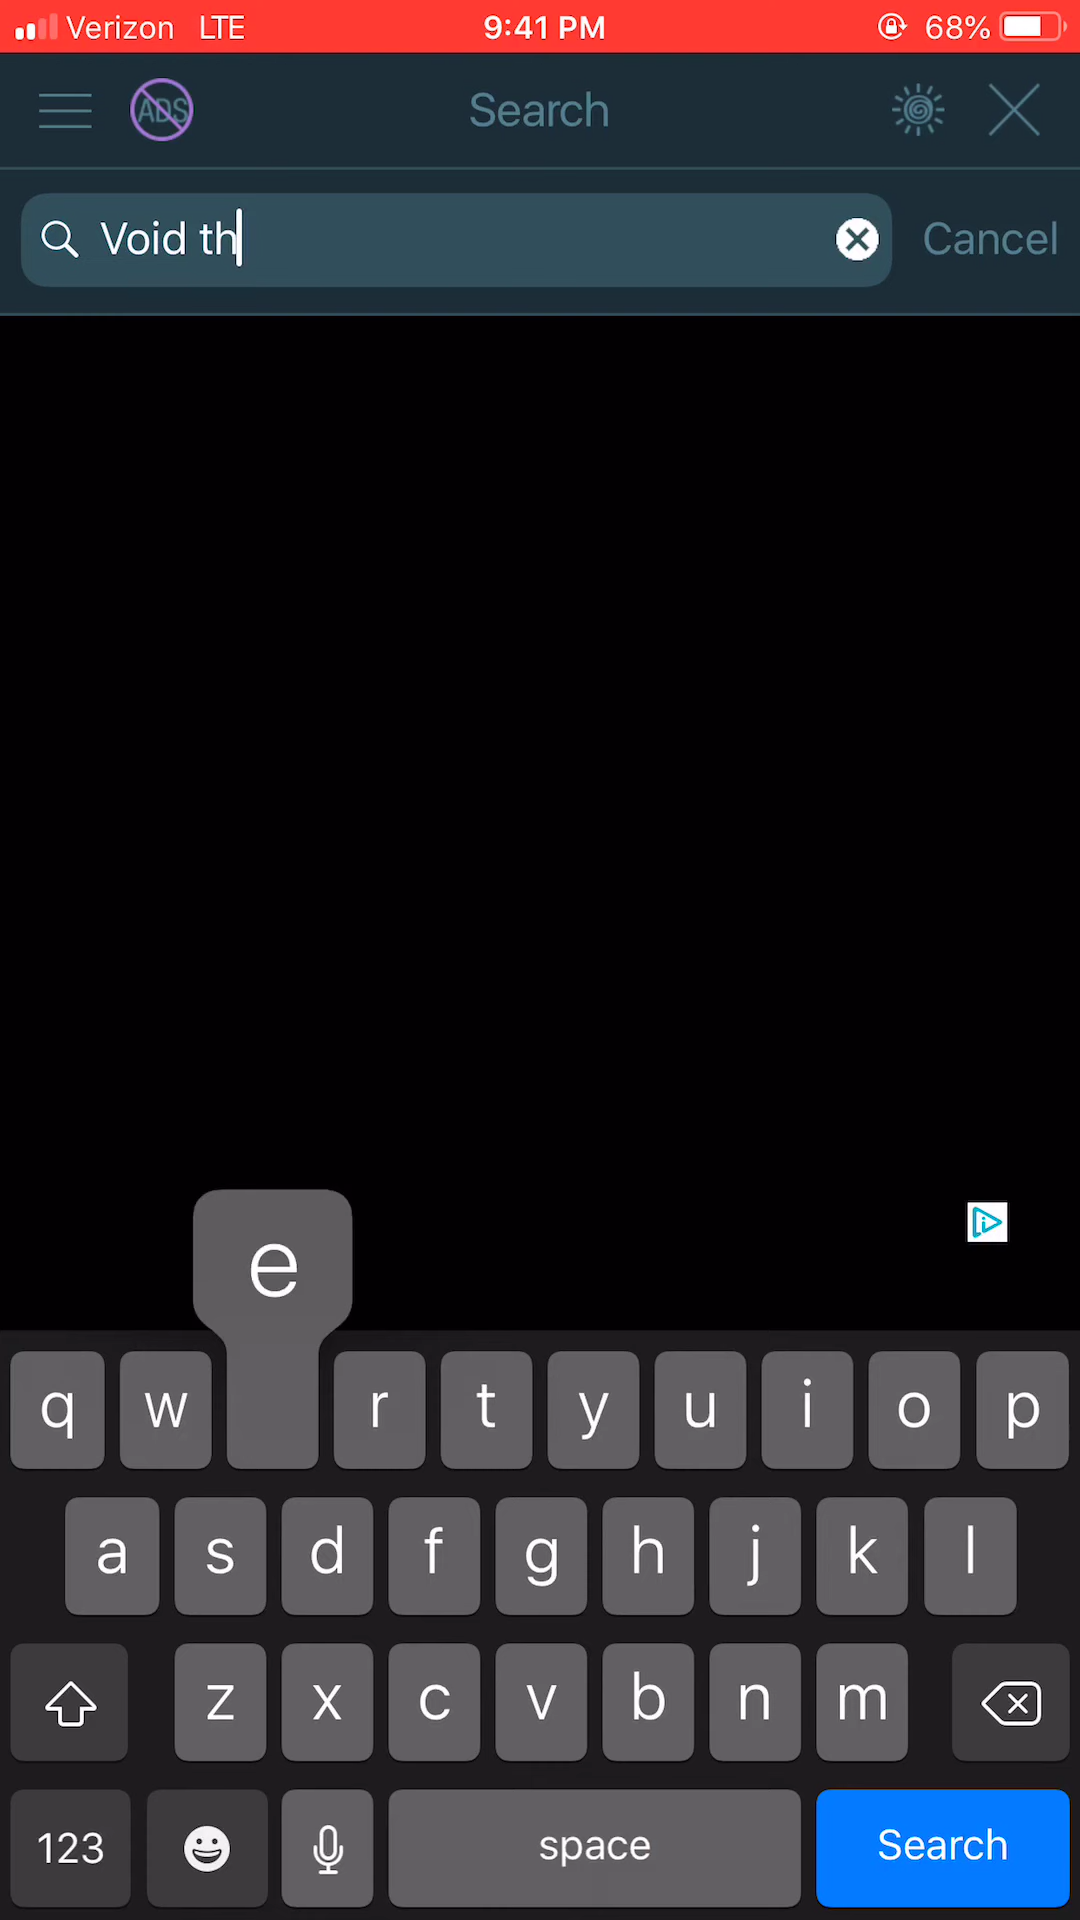 Verizon LTE 9:41 PM 68%
ADS Search
Void th Cancel
e
q w r t y u i o p
a s d f g h j k l
z x c v b n m
123 space Search